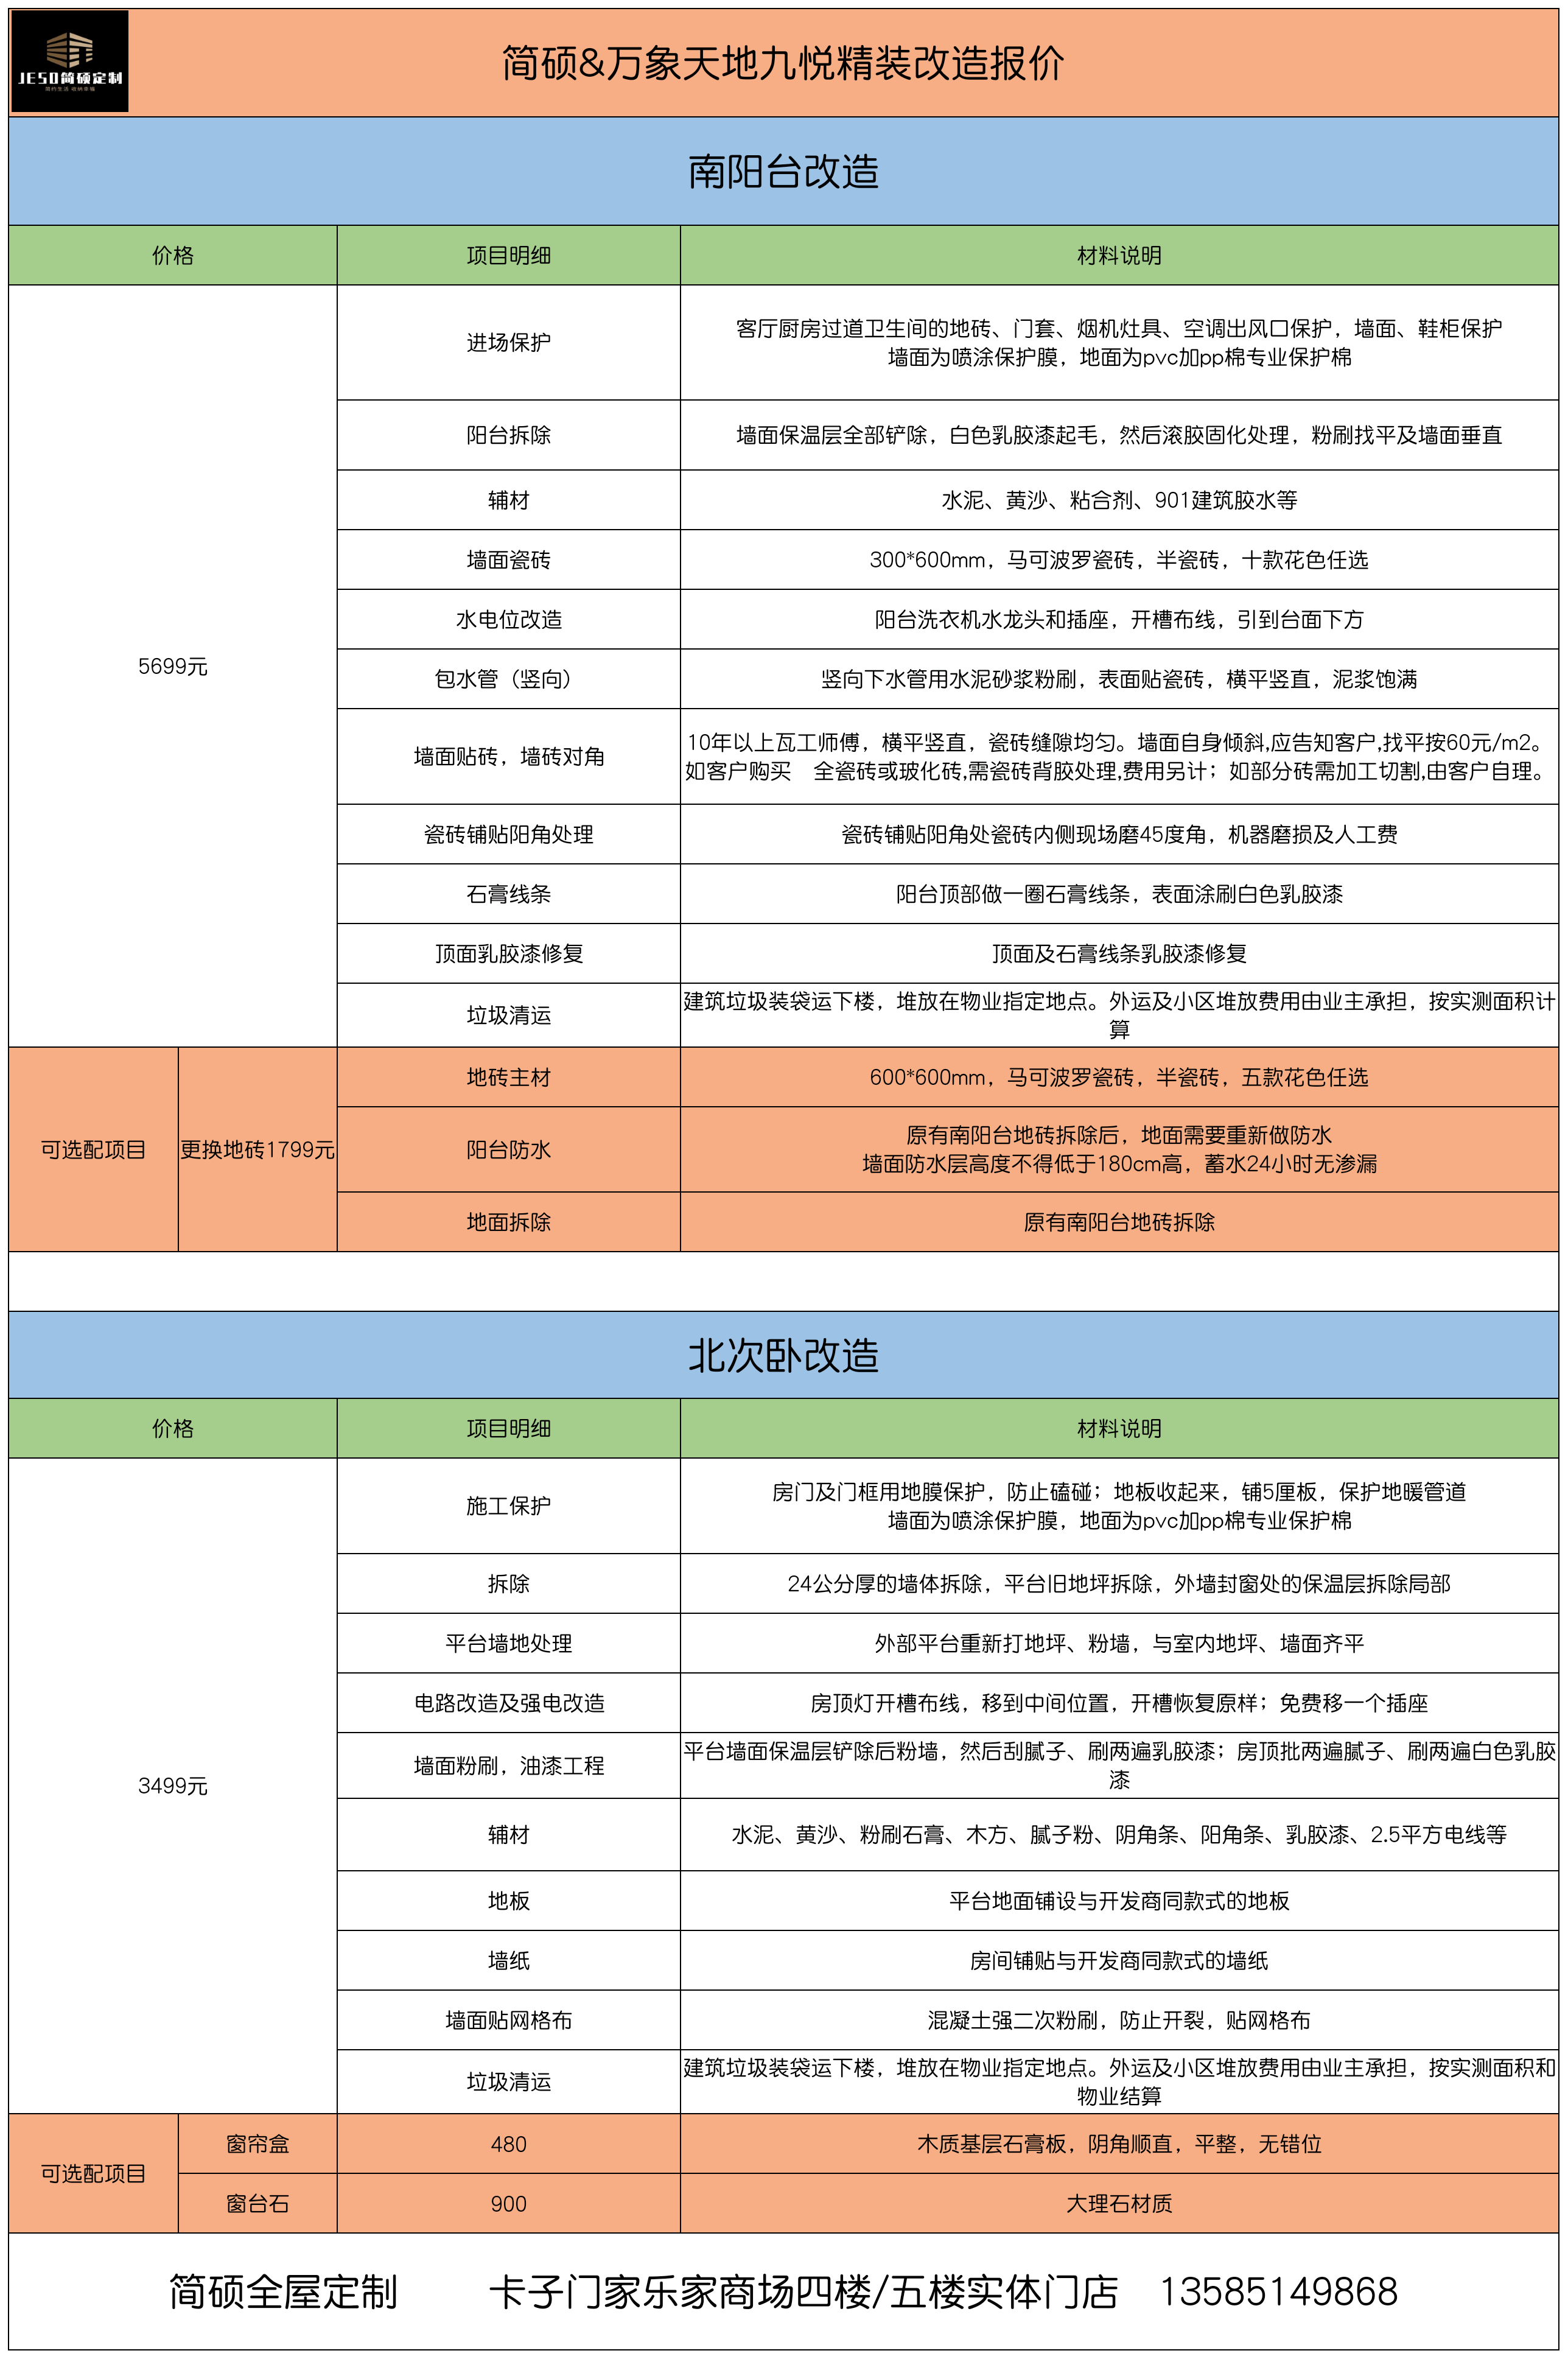 JESO简硕定制
简约生活 收纳幸福
简硕&万象天地九悦精装改造报价
南阳台改造
价格 项目明细 材料说明
5699元
进场保护
客厅厨房过道卫生间的地砖、门套、烟机灶具、空调出风口保护，墙面、鞋柜保护
墙面为喷涂保护膜，地面为pvc加pp棉专业保护棉
阳台拆除 墙面保温层全部铲除，白色乳胶漆起毛，然后滚胶固化处理，粉刷找平及墙面垂直
辅材 水泥、黄沙、粘合剂、901建筑胶水等
墙面瓷砖 300*600mm，马可波罗瓷砖，半瓷砖，十款花色任选
水电位改造 阳台洗衣机水龙头和插座，开槽布线，引到台面下方
包水管（竖向） 竖向下水管用水泥砂浆粉刷，表面贴瓷砖，横平竖直，泥浆饱满
墙面贴砖，墙砖对角
10年以上瓦工师傅，横平竖直，瓷砖缝隙均匀。墙面自身倾斜,应告知客户,找平按60元/m2。
如客户购买 全瓷砖或玻化砖,需瓷砖背胶处理,费用另计；如部分砖需加工切割,由客户自理。
瓷砖铺贴阳角处理 瓷砖铺贴阳角处瓷砖内侧现场磨45度角，机器磨损及人工费
石膏线条 阳台顶部做一圈石膏线条，表面涂刷白色乳胶漆
顶面乳胶漆修复 顶面及石膏线条乳胶漆修复
垃圾清运
建筑垃圾装袋运下楼，堆放在物业指定地点。外运及小区堆放费用由业主承担，按实测面积计
算
可选配项目 更换地砖1799元
地砖主材 600*600mm，马可波罗瓷砖，半瓷砖，五款花色任选
阳台防水
原有南阳台地砖拆除后，地面需要重新做防水
墙面防水层高度不得低于180cm高，蓄水24小时无渗漏
地面拆除 原有南阳台地砖拆除
北次卧改造
价格 项目明细 材料说明
3499元
施工保护
房门及门框用地膜保护，防止磕碰；地板收起来，铺5厘板，保护地暖管道
墙面为喷涂保护膜，地面为pvc加pp棉专业保护棉
拆除 24公分厚的墙体拆除，平台旧地坪拆除，外墙封窗处的保温层拆除局部
平台墙地处理 外部平台重新打地坪、粉墙，与室内地坪、墙面齐平
电路改造及强电改造 房顶灯开槽布线，移到中间位置，开槽恢复原样；免费移一个插座
墙面粉刷，油漆工程
平台墙面保温层铲除后粉墙，然后刮腻子、刷两遍乳胶漆；房顶批两遍腻子、刷两遍白色乳胶
漆
辅材 水泥、黄沙、粉刷石膏、木方、腻子粉、阴角条、阳角条、乳胶漆、2.5平方电线等
地板 平台地面铺设与开发商同款式的地板
墙纸 房间铺贴与开发商同款式的墙纸
墙面贴网格布 混凝土强二次粉刷，防止开裂，贴网格布
垃圾清运
建筑垃圾装袋运下楼，堆放在物业指定地点。外运及小区堆放费用由业主承担，按实测面积和
物业结算
可选配项目
窗帘盒 480 木质基层石膏板，阴角顺直，平整，无错位
窗台石 900 大理石材质
简硕全屋定制 卡子门家乐家商场四楼/五楼实体门店 13585149868